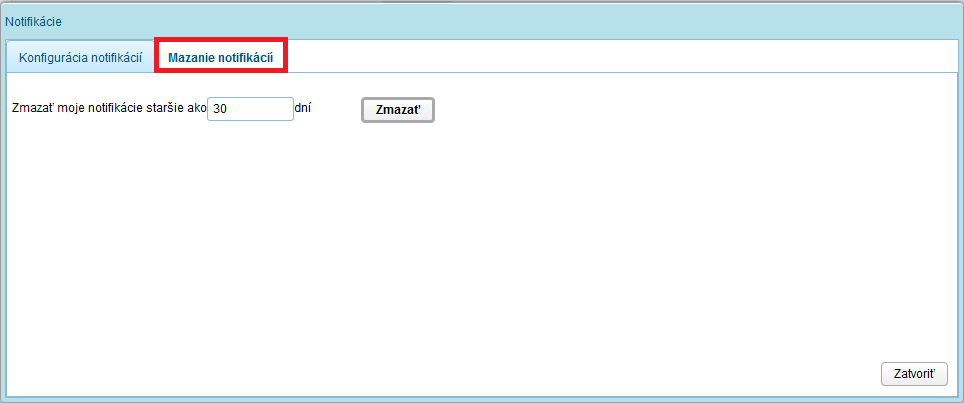 Notifikácie
Konfigurácia notifikácií Mazanie notifikácií
Zmazať moje notifikácie staršie ako 30 dní Zmazať
Zatvoriť